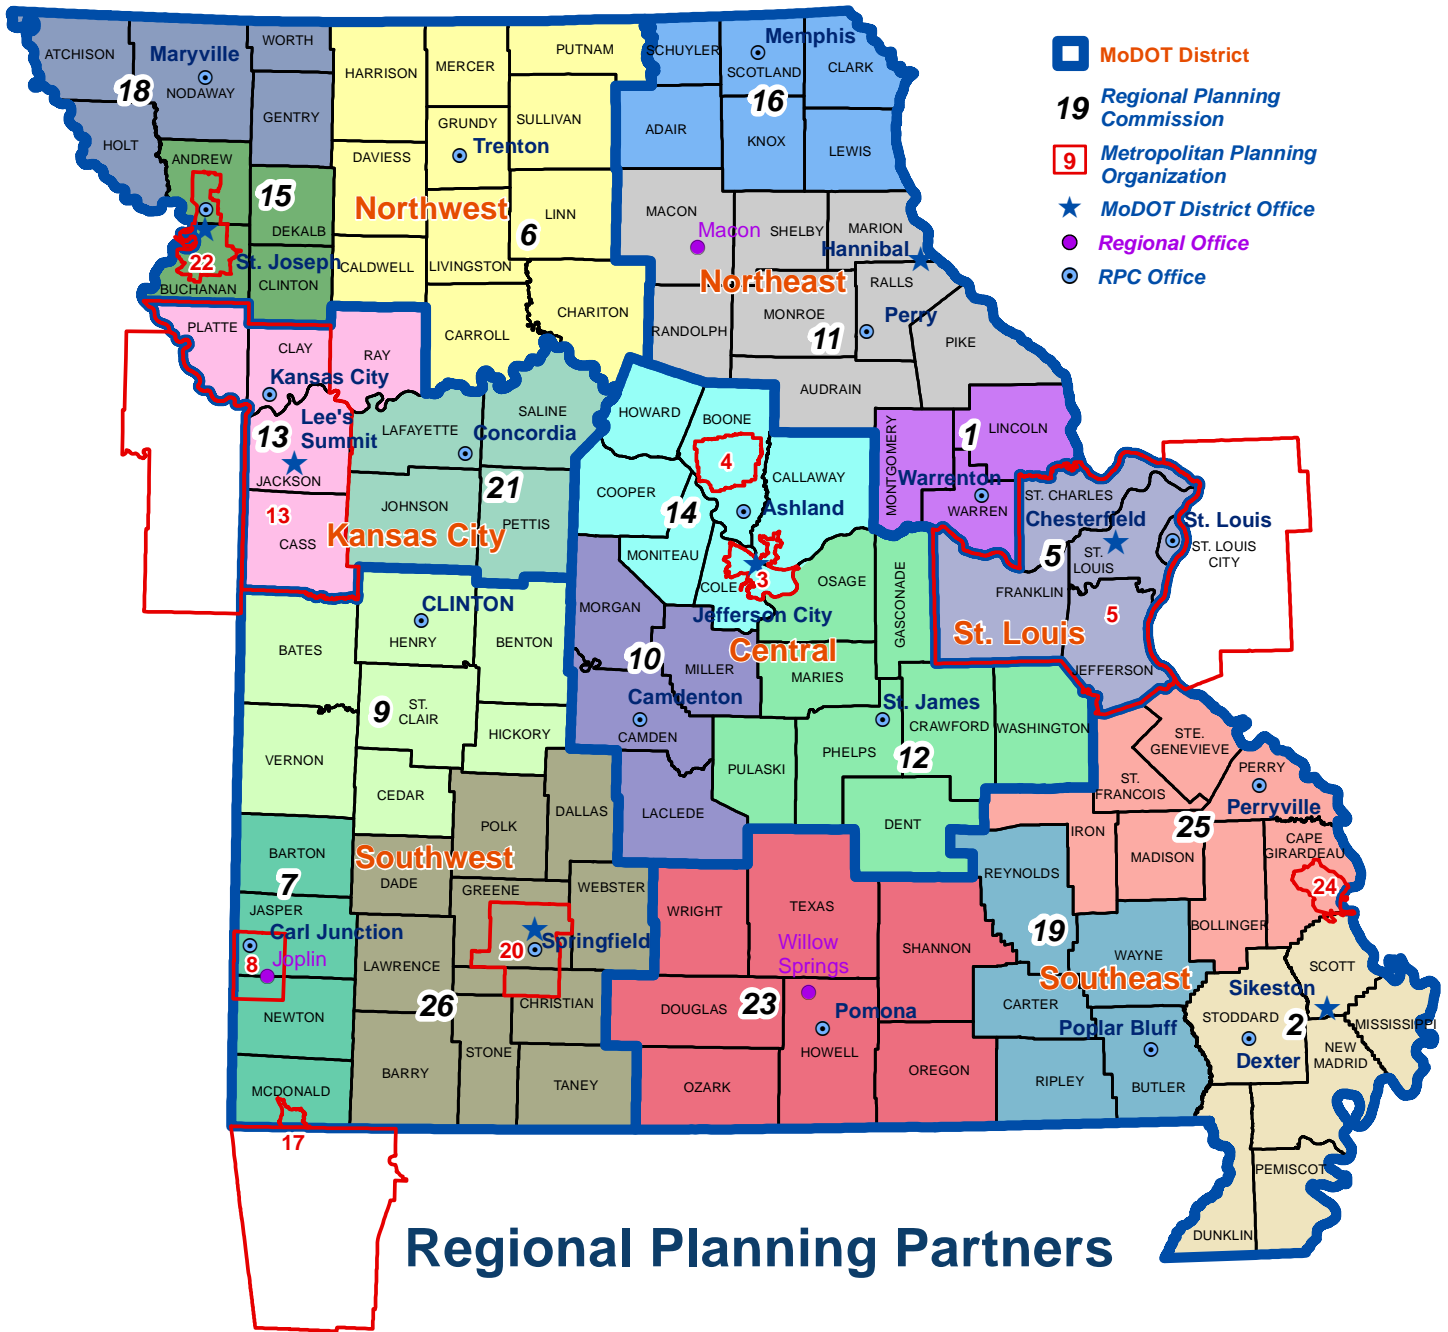 MoDOT District
19 Regional Planning
Commission
9 Metropolitan Planning
Organization
MoDOT District Office
Regional Office
RPC Office
ATCHISON
Maryville
NODAWAY
WORTH
18
HOLT
GENTRY
HARRISON
MERCER
PUTNAM
GRUNDY
SULLIVAN
Trenton
DAVIESS
Northwest
LINN
6
CALDWELL
LIVINGSTON
CHARITON
CARROLL
ANDREW
15
DEKALB
22
St. Joseph
BUCHANAN
CLINTON
SCHUYLER
Memphis
SCOTLAND
CLARK
16
ADAIR
KNOX
LEWIS
MACON
Macon
SHELBY
MARION
Hannibal
Northeast
RALLS
RANDOLPH
MONROE
11
Perry
PIKE
AUDRAIN
PLATTE
CLAY
RAY
Kansas City
Lee's
Summit
13
JACKSON
13
CASS
LAFAYETTE
SALINE
Concordia
JOHNSON
21
PETTIS
Kansas City
HOWARD
BOONE
4
CALLAWAY
COOPER
14
Ashland
MONITEAU
COLE
3
Jefferson City
MONTGOMERY
1
LINCOLN
Warrenton
WARREN
ST. CHARLES
Chesterfield
St. Louis
ST. LOUIS
CITY
5
ST.
LOUIS
FRANKLIN
5
St. Louis
JEFFERSON
OSAGE
GASCONADE
Central
MORGAN
10
MILLER
Camdenton
CAMDEN
LACLEDE
MARIES
St. James
CRAWFORD
WASHINGTON
PHELPS
12
PULASKI
DENT
CLINTON
HENRY
BENTON
BATES
9
ST.
CLAIR
HICKORY
VERNON
CEDAR
POLK
DALLAS
BARTON
Southwest
7
DADE
GREENE
WEBSTER
JASPER
Carl Junction
8
Joplin
20
Springfield
LAWRENCE
26
CHRISTIAN
NEWTON
STONE
BARRY
TANEY
MCDONALD
17
WRIGHT
TEXAS
Willow
Springs
SHANNON
DOUGLAS
23
Pomona
HOWELL
OZARK
OREGON
STE.
GENEVIEVE
ST.
FRANCOIS
PERRY
Perryville
25
IRON
MADISON
CAPE
GIRARDEAU
24
BOLLINGER
REYNOLDS
19
WAYNE
Southeast
CARTER
Poplar Bluff
RIPLEY
BUTLER
SCOTT
Sikeston
STODDARD
2
MISSISSIPPI
Dexter
NEW
MADRID
PEMISCOT
DUNKLIN
Regional Planning Partners